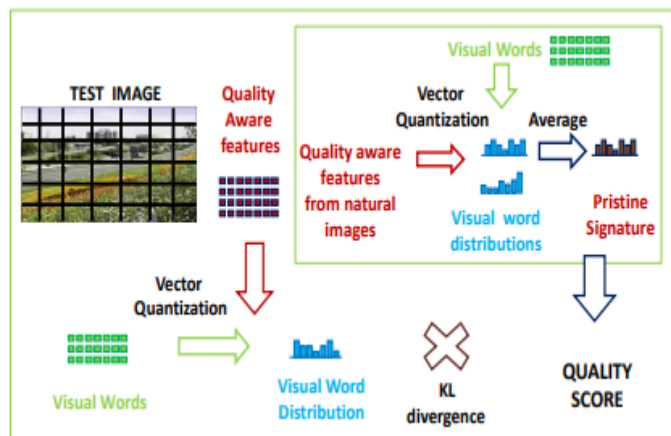 Visual Words
TEST IMAGE
Quality
Aware
features
Vector
Quantization
Average
Quality aware
features
from natural
images
Visual word
distributions
Pristine
Signature
Vector
Quantization
Visual Words
Visual Word
Distribution
KL
divergence
QUALITY
SCORE